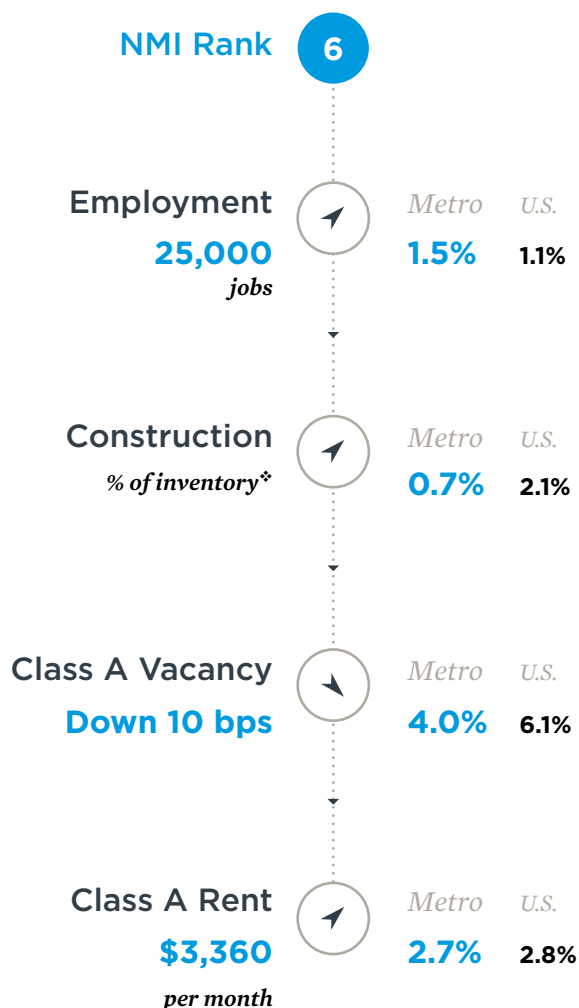 NMI Rank 6
Employment Metro U.S.
25,000 1.5% 1.1%
jobs
Construction Metro U.S.
% of inventory❖ 0.7% 2.1%
Class A Vacancy Metro U.S.
Down 10 bps 4.0% 6.1%
Class A Rent Metro U.S.
$3,360 2.7% 2.8%
per month